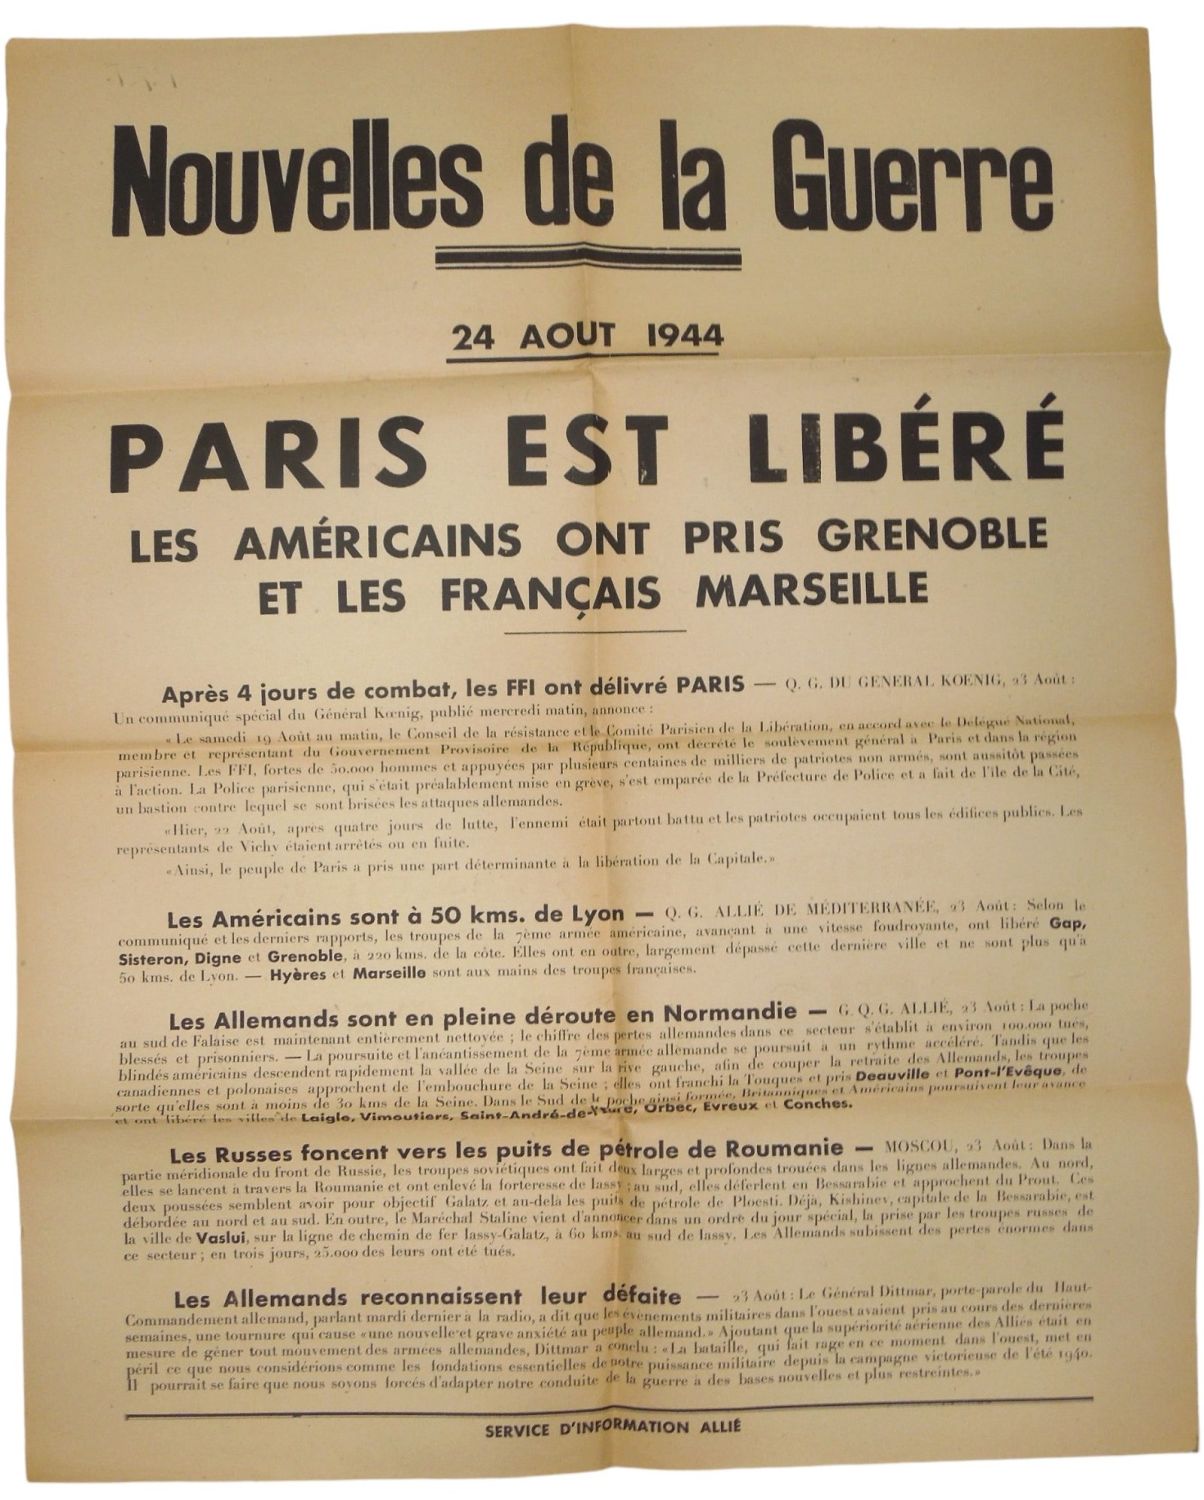 Nouvelles de la Guerre
24 AOUT 1944
PARIS EST LIBÉRÉ
LES AMÉRICAINS ONT PRIS GRENOBLE
ET LES FRANÇAIS MARSEILLE
Après 4 jours de combat, les FFI ont délivré PARIS — Q. G. DU GENERAL KOENIG, 23 Août :
Un communiqué spécial du Général Kœnig, publié mercredi matin, annonce :
« Le samedi 19 Août au matin, le Conseil de la résistance et le Comité Parisien de la Libération, en accord avec le Délégué National,
membre et représentant du Gouvernement Provisoire de la République, ont décrété le soulèvement général à Paris et dans la région
parisienne. Les FFI, fortes de 50.000 hommes et appuyées par plusieurs centaines de milliers de patriotes non armés, sont aussitôt passées
à l'action. La Police parisienne, qui s'était préalablement mise en grève, s'est emparée de la Préfecture de Police et a fait de l'île de la Cité,
un bastion contre lequel se sont brisées les attaques allemandes.
«Hier, 22 Août, après quatre jours de lutte, l'ennemi était partout battu et les patriotes occupaient tous les édifices publics. Les
représentants de Vichy étaient arrêtés ou en fuite.
«Ainsi, le peuple de Paris a pris une part déterminante à la libération de la Capitale.»
Les Américains sont à 50 kms. de Lyon — Q. G. ALLIÉ DE MÉDITERRANÉE, 23 Août : Selon le
communiqué et les derniers rapports, les troupes de la 7ème armée américaine, avançant à une vitesse foudroyante, ont libéré Gap,
Sisteron, Digne et Grenoble, à 220 kms. de la côte. Elles ont en outre, largement dépassé cette dernière ville et ne sont plus qu'à
50 kms. de Lyon. — Hyères et Marseille sont aux mains des troupes françaises.
Les Allemands sont en pleine déroute en Normandie — G. Q. G. ALLIÉ, 23 Août : La poche
au sud de Falaise est maintenant entièrement nettoyée ; le chiffre des pertes allemandes dans ce secteur s'établit à environ 100.000 tués,
blessés et prisonniers. — La poursuite et l'anéantissement de la 7ème armée allemande se poursuit à un rythme accéléré. Tandis que les
blindés américains descendent rapidement la vallée de la Seine sur la rive gauche, afin de couper la retraite des Allemands, les troupes
canadiennes et polonaises approchent de l'embouchure de la Seine ; elles ont franchi la Touques et pris Deauville et Pont-l'Evêque, de
sorte qu'elles sont à moins de 30 kms de la Seine. Dans le Sud de la poche ainsi formée, Britanniques et Américains poursuivent leur avance
et ont libéré les villes de Laigle, Vimoutiers, Saint-André-de- Orbec, Evreux et Conches.
Les Russes foncent vers les puits de pétrole de Roumanie — MOSCOU, 23 Août : Dans la
partie méridionale du front de Russie, les troupes soviétiques ont fait deux larges et profondes trouées dans les lignes allemandes. Au nord,
elles se lancent à travers la Roumanie et ont enlevé la forteresse de Iassy ; au sud, elles déferlent en Bessarabie et approchent du Prout. Ces
deux poussées semblent avoir pour objectif Galatz et au-delà les puits de pétrole de Ploesti. Déjà, Kishinev, capitale de la Bessarabie, est
débordée au nord et au sud. En outre, le Maréchal Staline vient d'annoncer dans un ordre du jour spécial, la prise par les troupes russes de
la ville de Vaslui, sur la ligne de chemin de fer Iassy-Galatz, à 60 kms. au sud de Iassy. Les Allemands subissent des pertes énormes dans
ce secteur ; en trois jours, 25.000 des leurs ont été tués.
Les Allemands reconnaissent leur défaite — 23 Août : Le Général Dittmar, porte-parole du Haut-
Commandement allemand, parlant mardi dernier à la radio, a dit que les évènements militaires dans l'ouest avaient pris au cours des dernières
semaines, une tournure qui cause «une nouvelle et grave anxiété au peuple allemand.» Ajoutant que la supériorité aérienne des Alliés était en
mesure de gêner tout mouvement des armées allemandes, Dittmar a conclu : «La bataille, qui fait rage en ce moment dans l'ouest, met en
péril ce que nous considérions comme les fondations essentielles de notre puissance militaire depuis la campagne victorieuse de l'été 1940.
Il pourrait se faire que nous soyons forcés d'adapter notre conduite de la guerre à des bases nouvelles et plus restreintes.»
SERVICE D'INFORMATION ALLIÉ